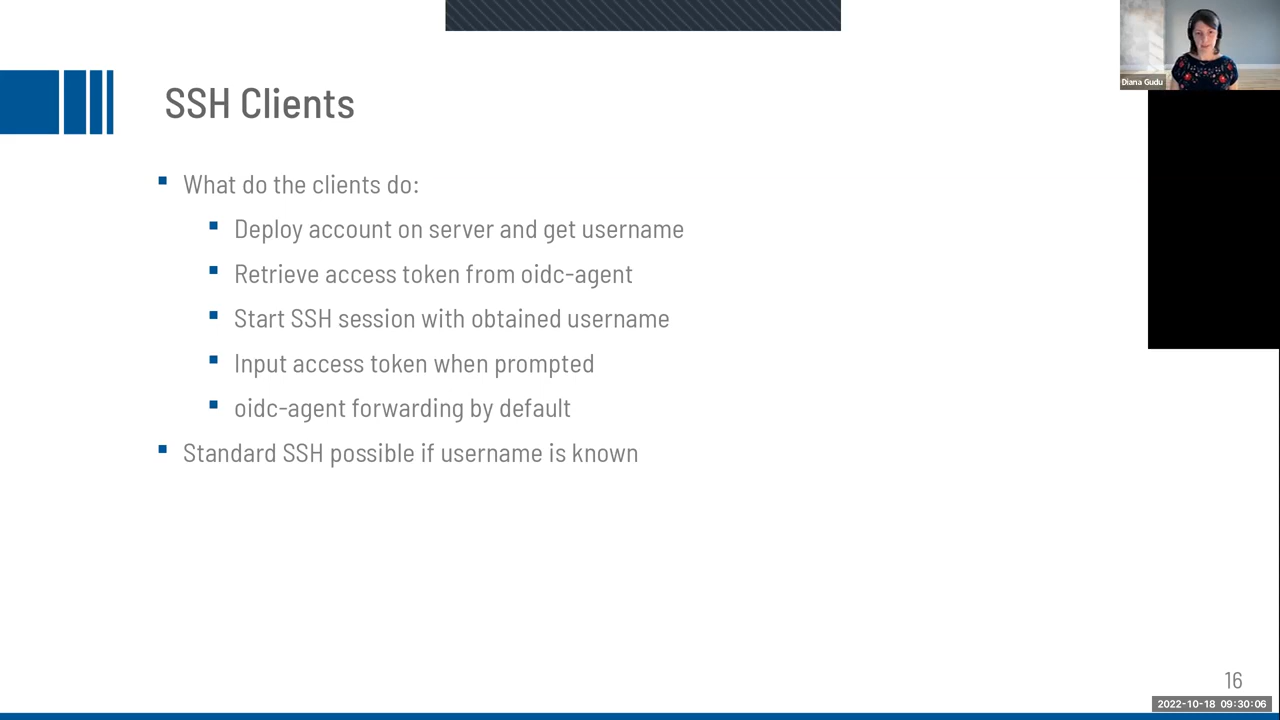 Diana Gudu
SSH Clients
What do the clients do:
Deploy account on server and get username
Retrieve access token from oidc-agent
Start SSH session with obtained username
Input access token when prompted
oidc-agent forwarding by default
Standard SSH possible if username is known
16
2022-10-18 09:30:06